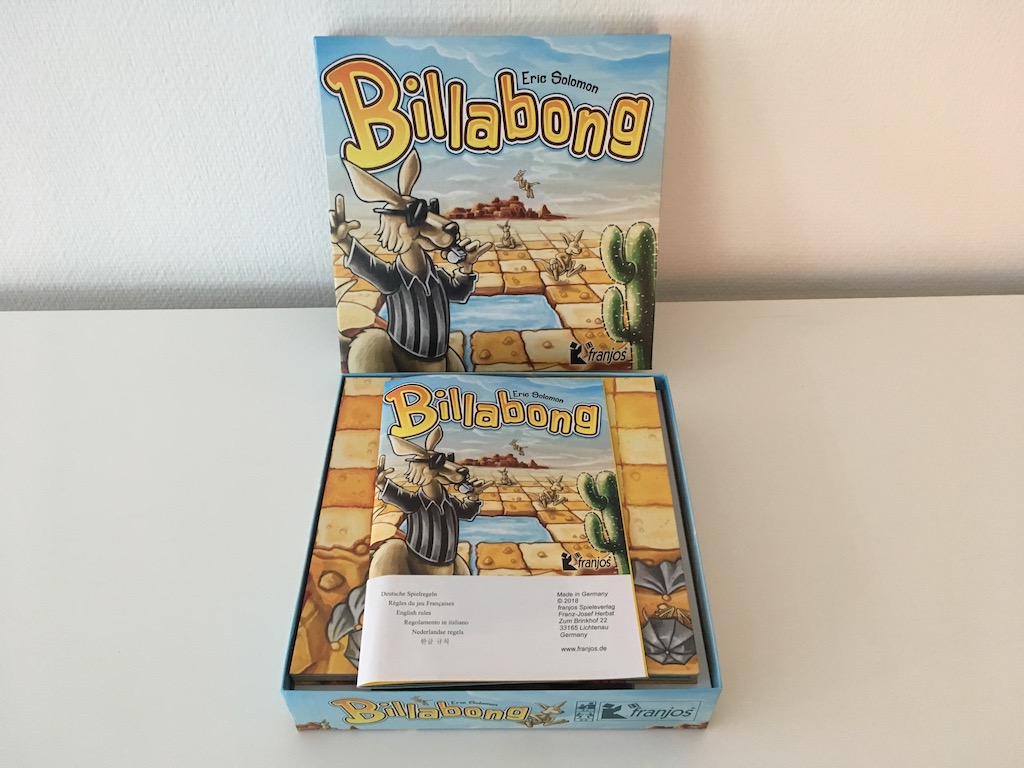 Eric Solomon
Billabong
franjos
Eric Solomon
Billabong
franjos
Deutsche Spielregeln
Règles du jeu Françaises
English rules
Regolamento in italiano
Nederlandse regels
한글 규칙
Made in Germany
© 2018
franjos Spieleverlag
Franz-Josef Herbst
Zum Brinkhof 22
33165 Lichtenau
Germany
www.franjos.de
Eric Solomon
Billabong
franjos